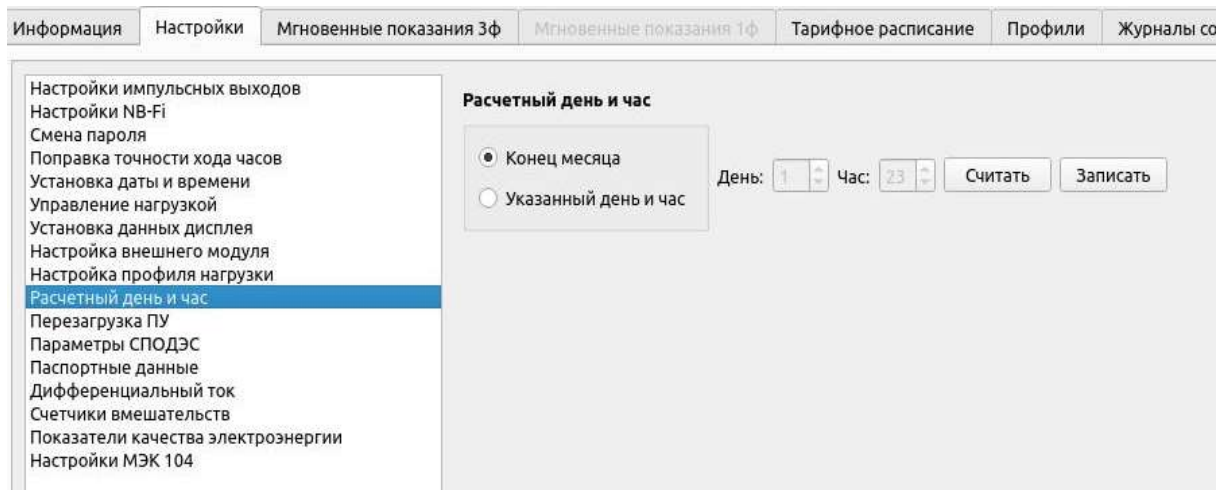 Информация Настройки Мгновенные показания 3ф Мгновенные показания 1ф Тарифное расписание Профили Журналы со
Настройки импульсных выходов
Настройки NB-Fi
Смена пароля
Поправка точности хода часов
Установка даты и времени
Управление нагрузкой
Установка данных дисплея
Настройка внешнего модуля
Настройка профиля нагрузки
Расчетный день и час
Перезагрузка ПУ
Параметры СПОДЭС
Паспортные данные
Дифференциальный ток
Счетчики вмешательств
Показатели качества электроэнергии
Настройки МЭК 104
Расчетный день и час
Конец месяца
Указанный день и час
День: 1 Час: 23 Считать Записать